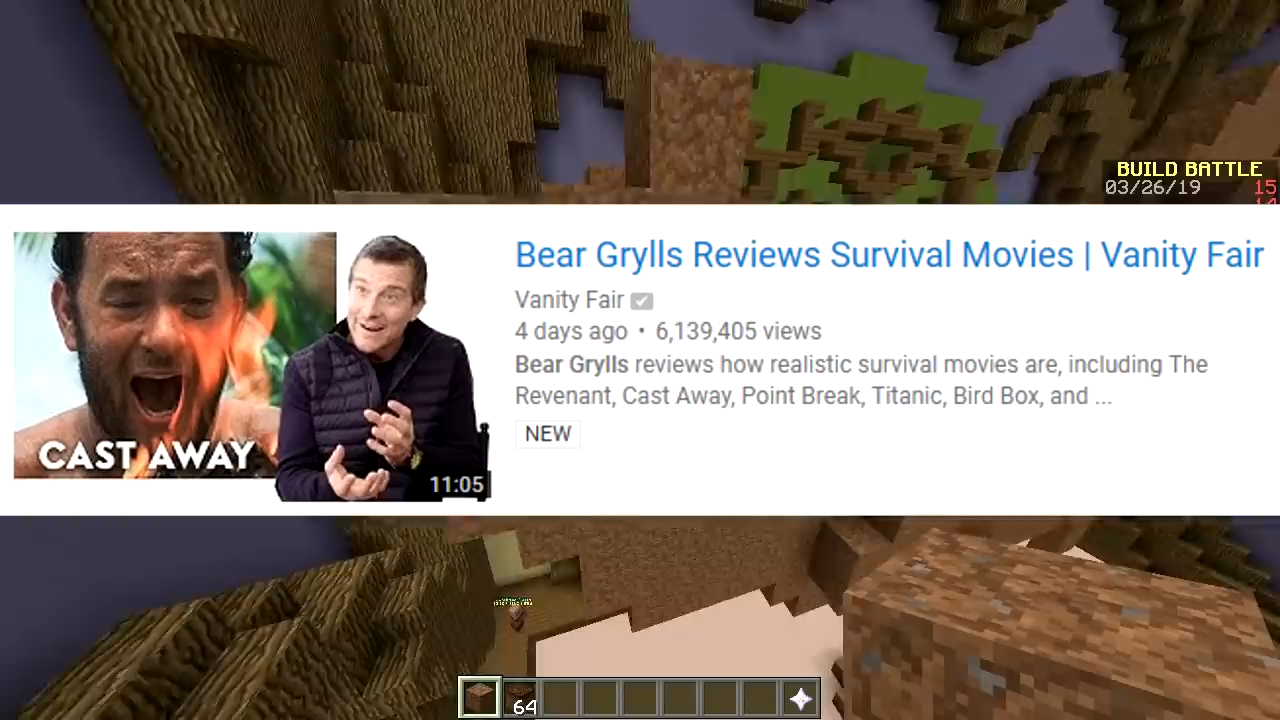 BUILD BATTLE
03/26/19
15
14
Bear Grylls Reviews Survival Movies | Vanity Fair
Vanity Fair
4 days ago • 6,139,405 views
Bear Grylls reviews how realistic survival movies are, including The
Revenant, Cast Away, Point Break, Titanic, Bird Box, and ...
NEW
CAST AWAY
11:05
64